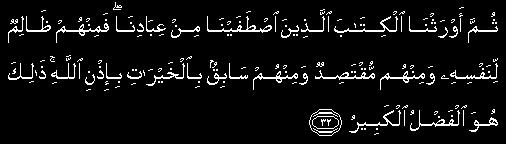 ثُمَّ أَوْرَثْنَا ٱلْكِتَـٰبَ ٱلَّذِينَ ٱصْطَفَيْنَا مِنْ عِبَادِنَا ۖ فَمِنْهُمْ ظَالِمٌ
لِّنَفْسِهِۦ وَمِنْهُم مُّقْتَصِدٌ وَمِنْهُمْ سَابِقٌۢ بِٱلْخَيْرَٰتِ بِإِذْنِ ٱللَّهِ ۚ ذَٰلِكَ
هُوَ ٱلْفَضْلُ ٱلْكَبِيرُ ٣٢